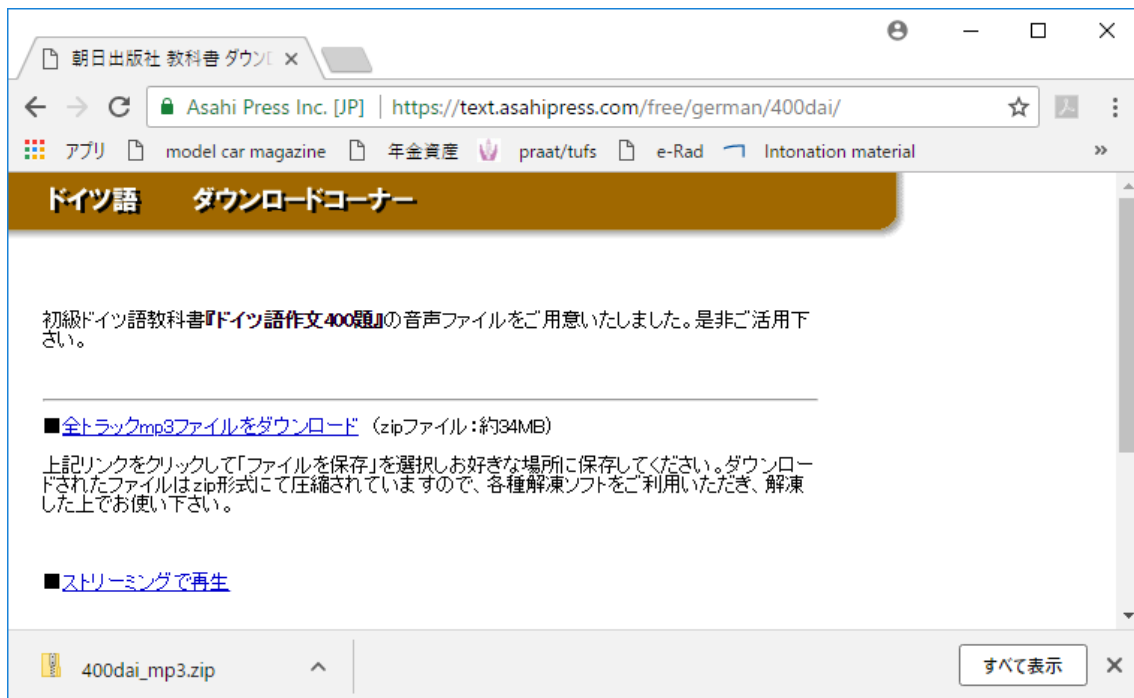 朝日出版社 教科書 ダウン
Asahi Press Inc. [JP] | https://text.asahipress.com/free/german/400dai/
アプリ model car magazine 年金資産 praat/tufs e-Rad Intonation material »
ドイツ語 ダウンロードコーナー
初級ドイツ語教科書『ドイツ語作文400題』の音声ファイルをご用意いたしました。是非ご活用下
さい。
■全トラックmp3ファイルをダウンロード (zipファイル:約34MB)
上記リンクをクリックして「ファイルを保存」を選択しお好きな場所に保存してください。ダウンロー
ドされたファイルはzip形式にて圧縮されていますので、各種解凍ソフトをご利用いただき、解凍
した上でお使い下さい。
■ストリーミングで再生
400dai_mp3.zip すべて表示